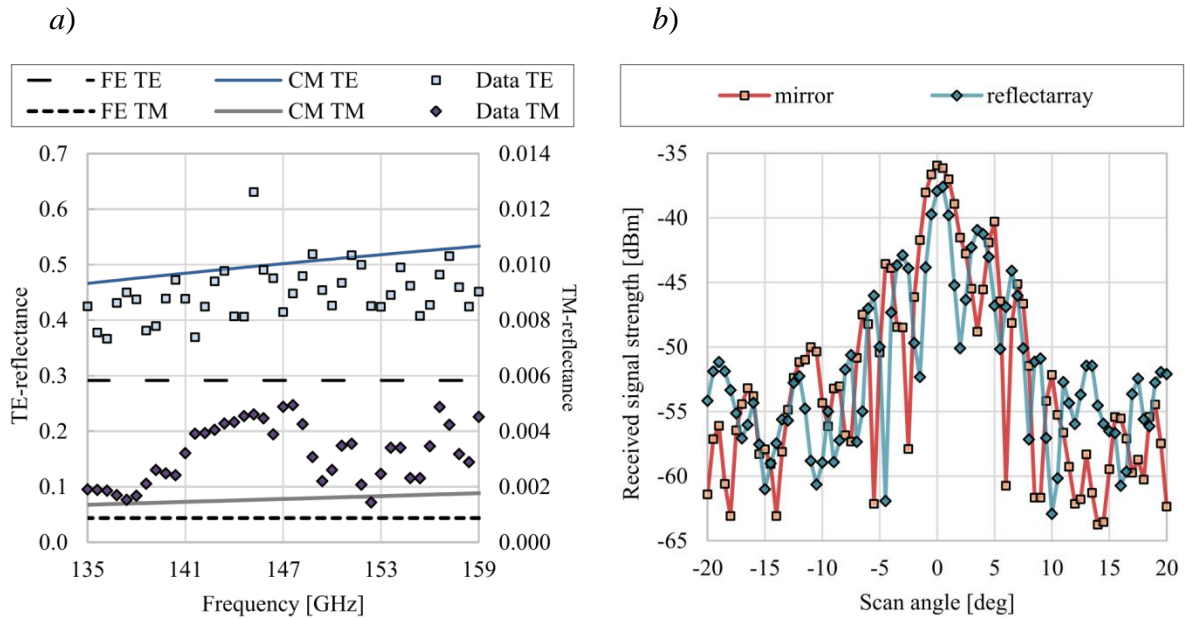 a)
b)
FE TE CM TE Data TE
FE TM CM TM Data TM
mirror reflectarray
0.7
0.6
0.5
0.4
0.3
0.2
0.1
0.0
TE-reflectance
0.014
0.012
0.010
0.008
0.006
0.004
0.002
0.000
TM-reflectance
135 141 147 153 159
Frequency [GHz]
-35
-40
-45
-50
-55
-60
-65
Received signal strength [dBm]
-20 -15 -10 -5 0 5 10 15 20
Scan angle [deg]